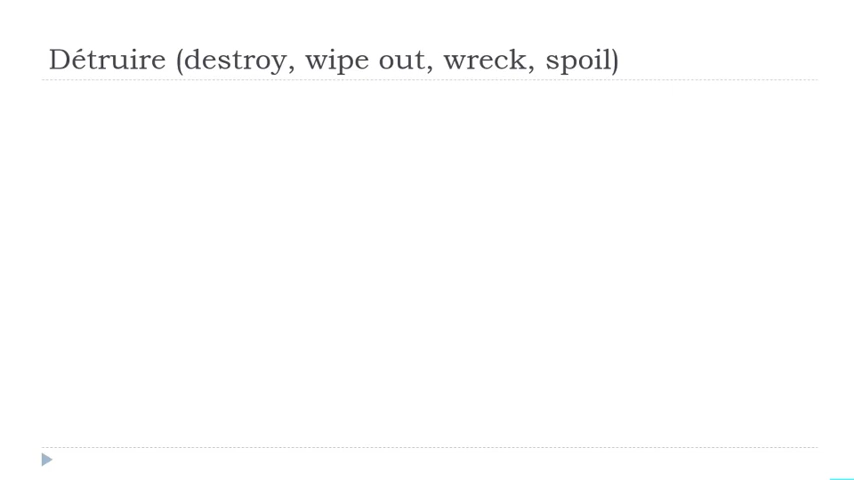 Détruire (destroy, wipe out, wreck, spoil)